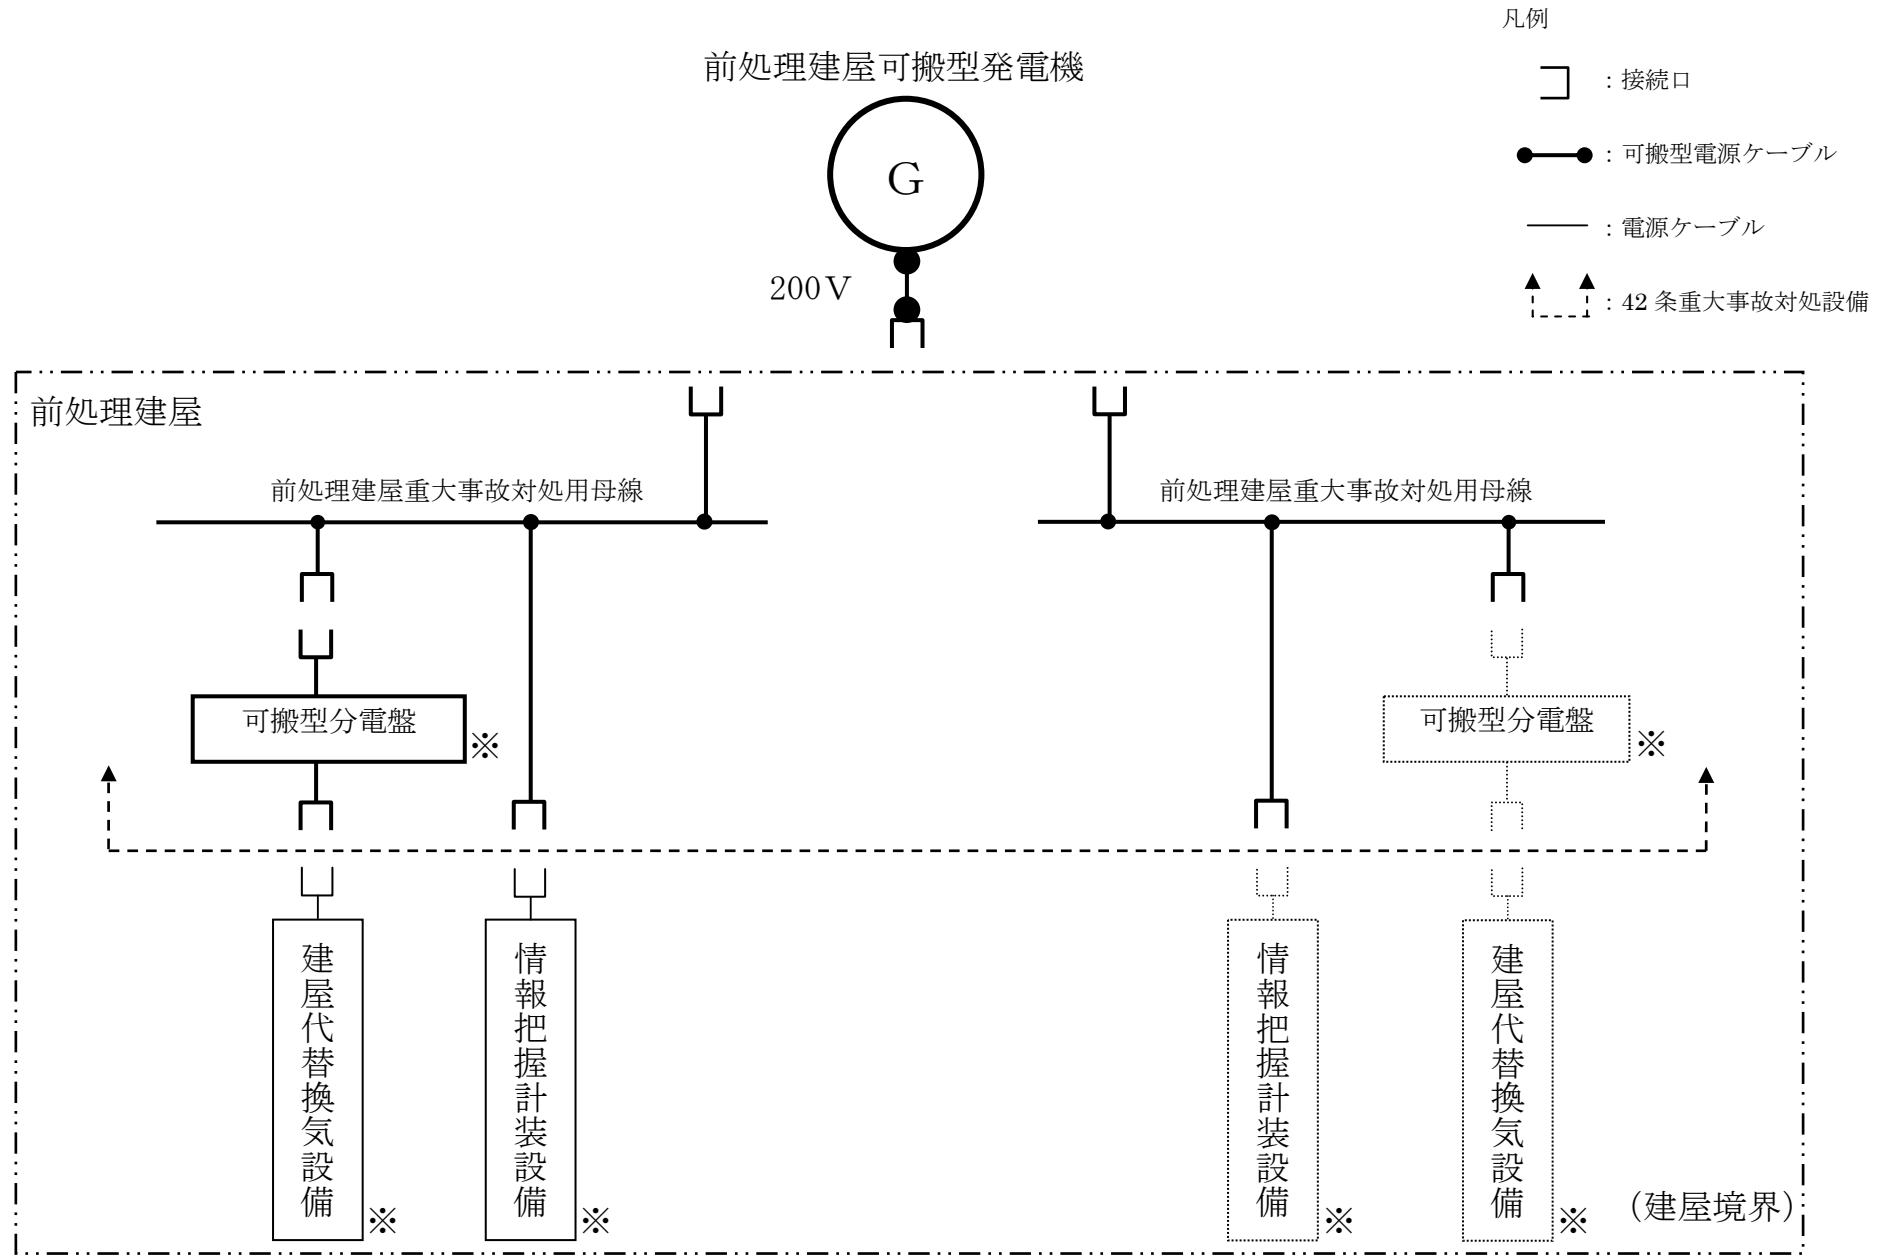 凡例
前処理建屋可搬型発電機
：接続口
G
：可搬型電源ケーブル
：電源ケーブル
200V
：42 条重大事故対処設備
前処理建屋
前処理建屋重大事故対処用母線
前処理建屋重大事故対処用母線
可搬型分電盤
※
可搬型分電盤
※
建屋代替換気設備
※
情報把握計装設備
※
情報把握計装設備
※
建屋代替換気設備
※
（建屋境界）